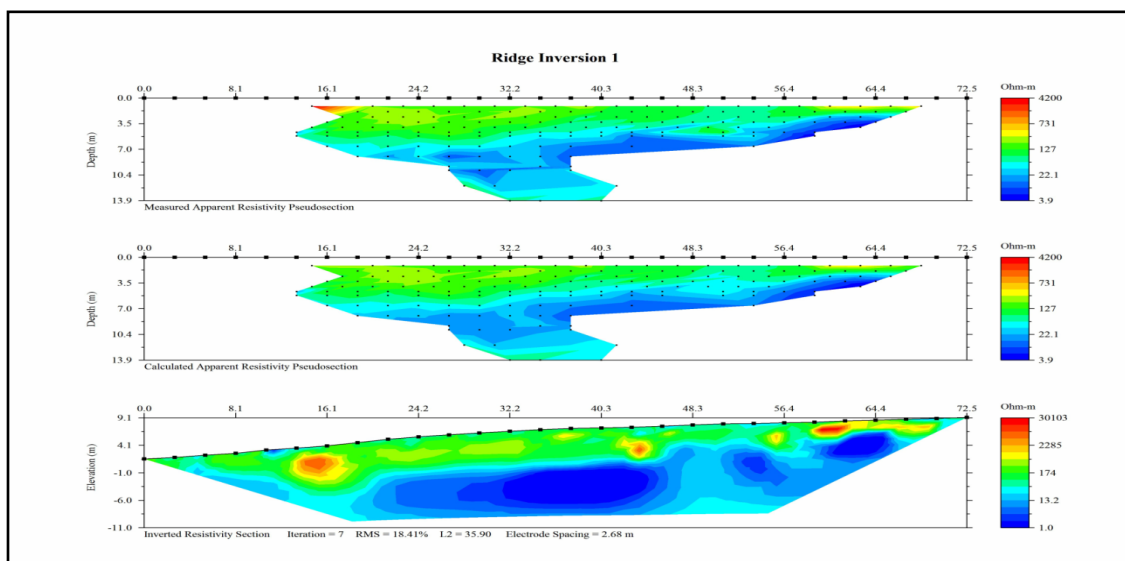 Ridge Inversion 1
0.0 8.1 16.1 24.2 32.2 40.3 48.3 56.4 64.4 72.5 Ohm-m
0.0 4200
3.5 731
7.0 127
10.4 22.1
13.9 3.9
Depth (m)
Measured Apparent Resistivity Pseudosection
0.0 8.1 16.1 24.2 32.2 40.3 48.3 56.4 64.4 72.5 Ohm-m
0.0 4200
3.5 731
7.0 127
10.4 22.1
13.9 3.9
Depth (m)
Calculated Apparent Resistivity Pseudosection
0.0 8.1 16.1 24.2 32.2 40.3 48.3 56.4 64.4 72.5 Ohm-m
9.1 30103
4.1 2285
-1.0 174
-6.0 13.2
-11.0 1.0
Elevation (m)
Inverted Resistivity Section Iteration = 7 RMS = 18.41% L2 = 35.90 Electrode Spacing = 2.68 m